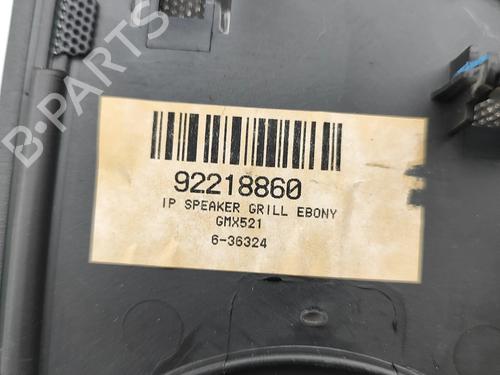 B-PARTS
92218860
IP SPEAKER GRILL EBONY
GMX521
6-36324